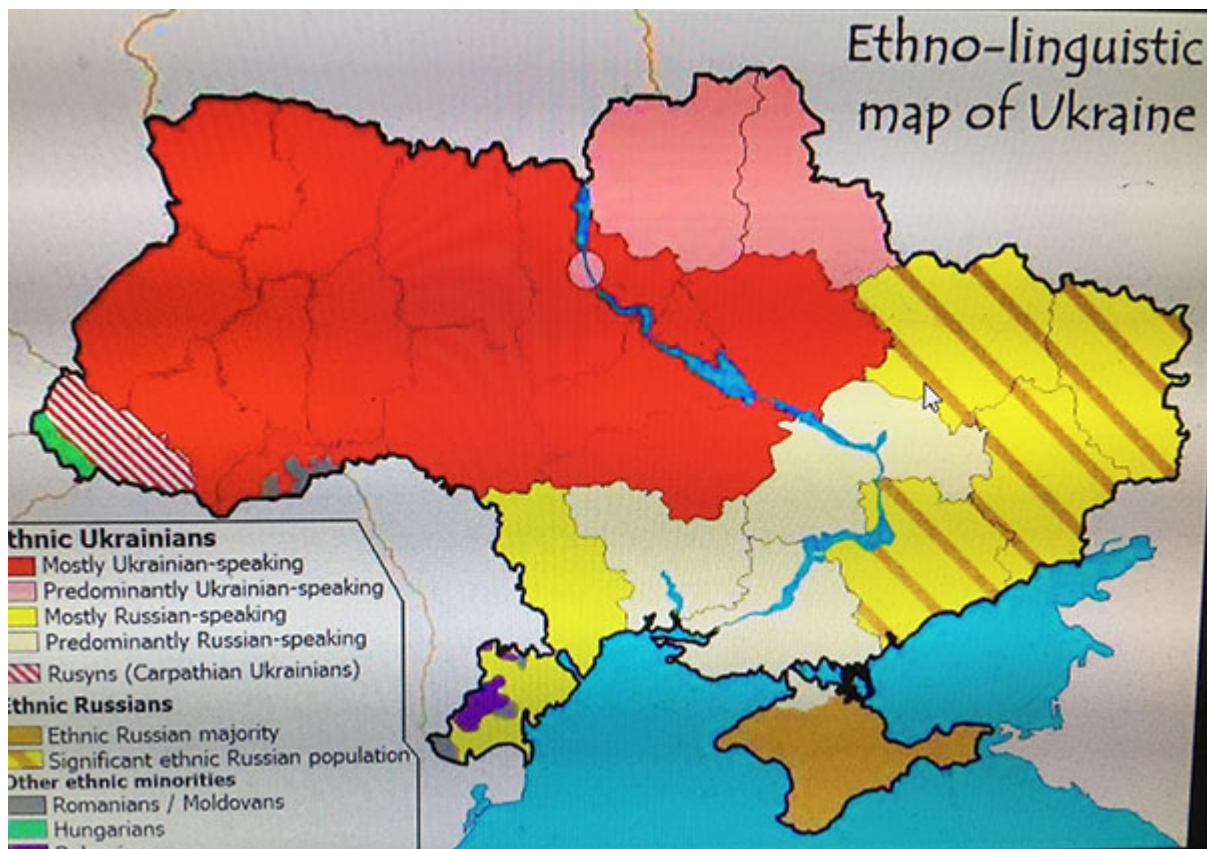 Ethno-linguistic
map of Ukraine
thnic Ukrainians
Mostly Ukrainian-speaking
Predominantly Ukrainian-speaking
Mostly Russian-speaking
Predominantly Russian-speaking
Rusyns (Carpathian Ukrainians)
Ethnic Russians
Ethnic Russian majority
Significant ethnic Russian population
Other ethnic minorities
Romanians / Moldovans
Hungarians